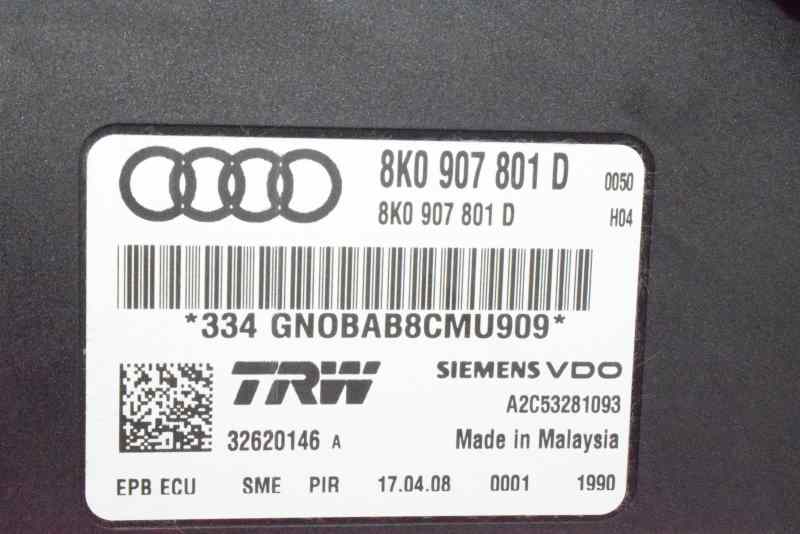 8K0 907 801 D 0050
8K0 907 801 D H04
*334 GNOBAB8CMU909*
TRW SIEMENS VDO
A2C53281093
32620146 A Made in Malaysia
EPB ECU SME PIR 17.04.08 0001 1990